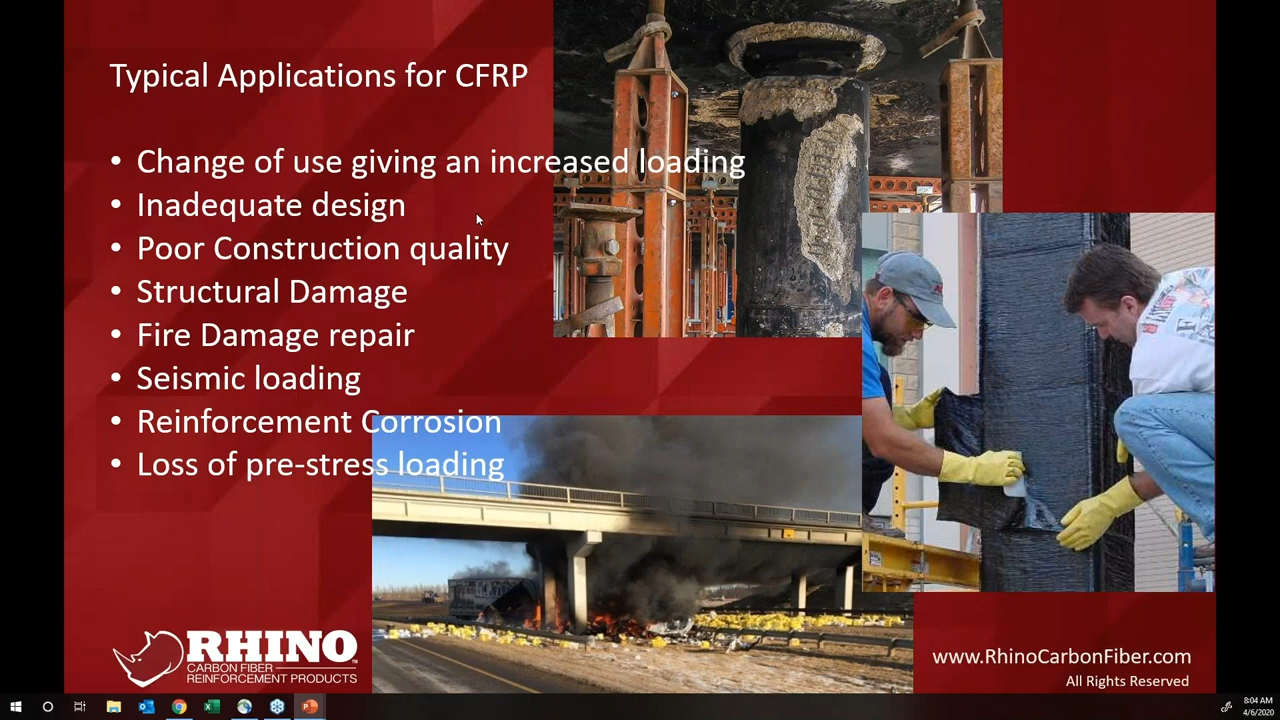 Typical Applications for CFRP
• Change of use giving an increased loading
• Inadequate design
• Poor Construction quality
• Structural Damage
• Fire Damage repair
• Seismic loading
• Reinforcement Corrosion
• Loss of pre-stress loading
RHINO
CARBON FIBER
REINFORCEMENT PRODUCTS
www.RhinoCarbonFiber.com
All Rights Reserved
8:04 AM
4/6/2020